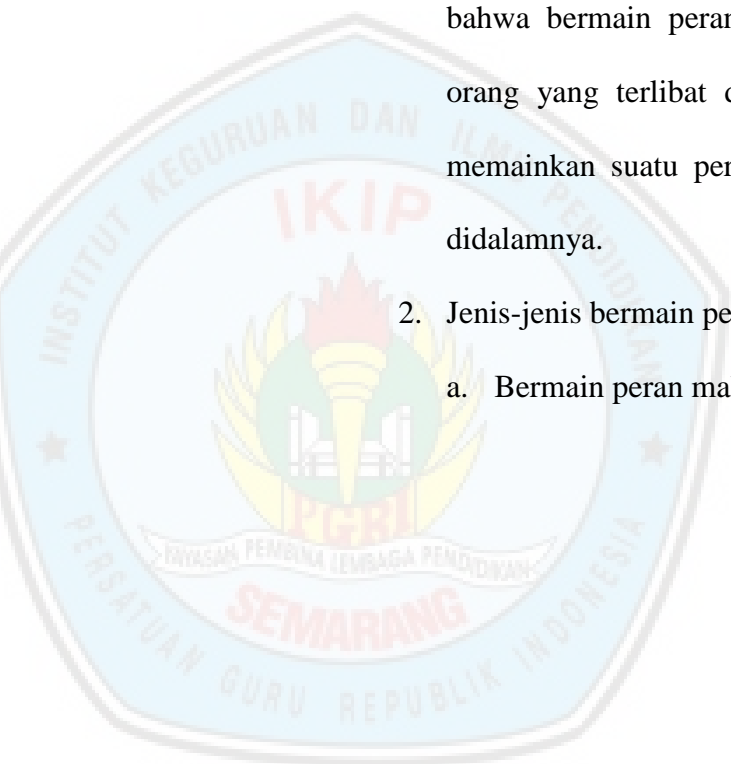 bahwa bermain peran
orang yang terlibat
memainkan suatu
didalamnya.
2. Jenis-jenis bermain
a. Bermain peran
INSTITUT KEGURUAN DAN ILMU PENDIDIKAN
IKIP
PGRI
YAYASAN PEMBINA LEMBAGA PENDIDIKAN
SEMARANG
PERSATUAN GURU REPUBLIK INDONESIA